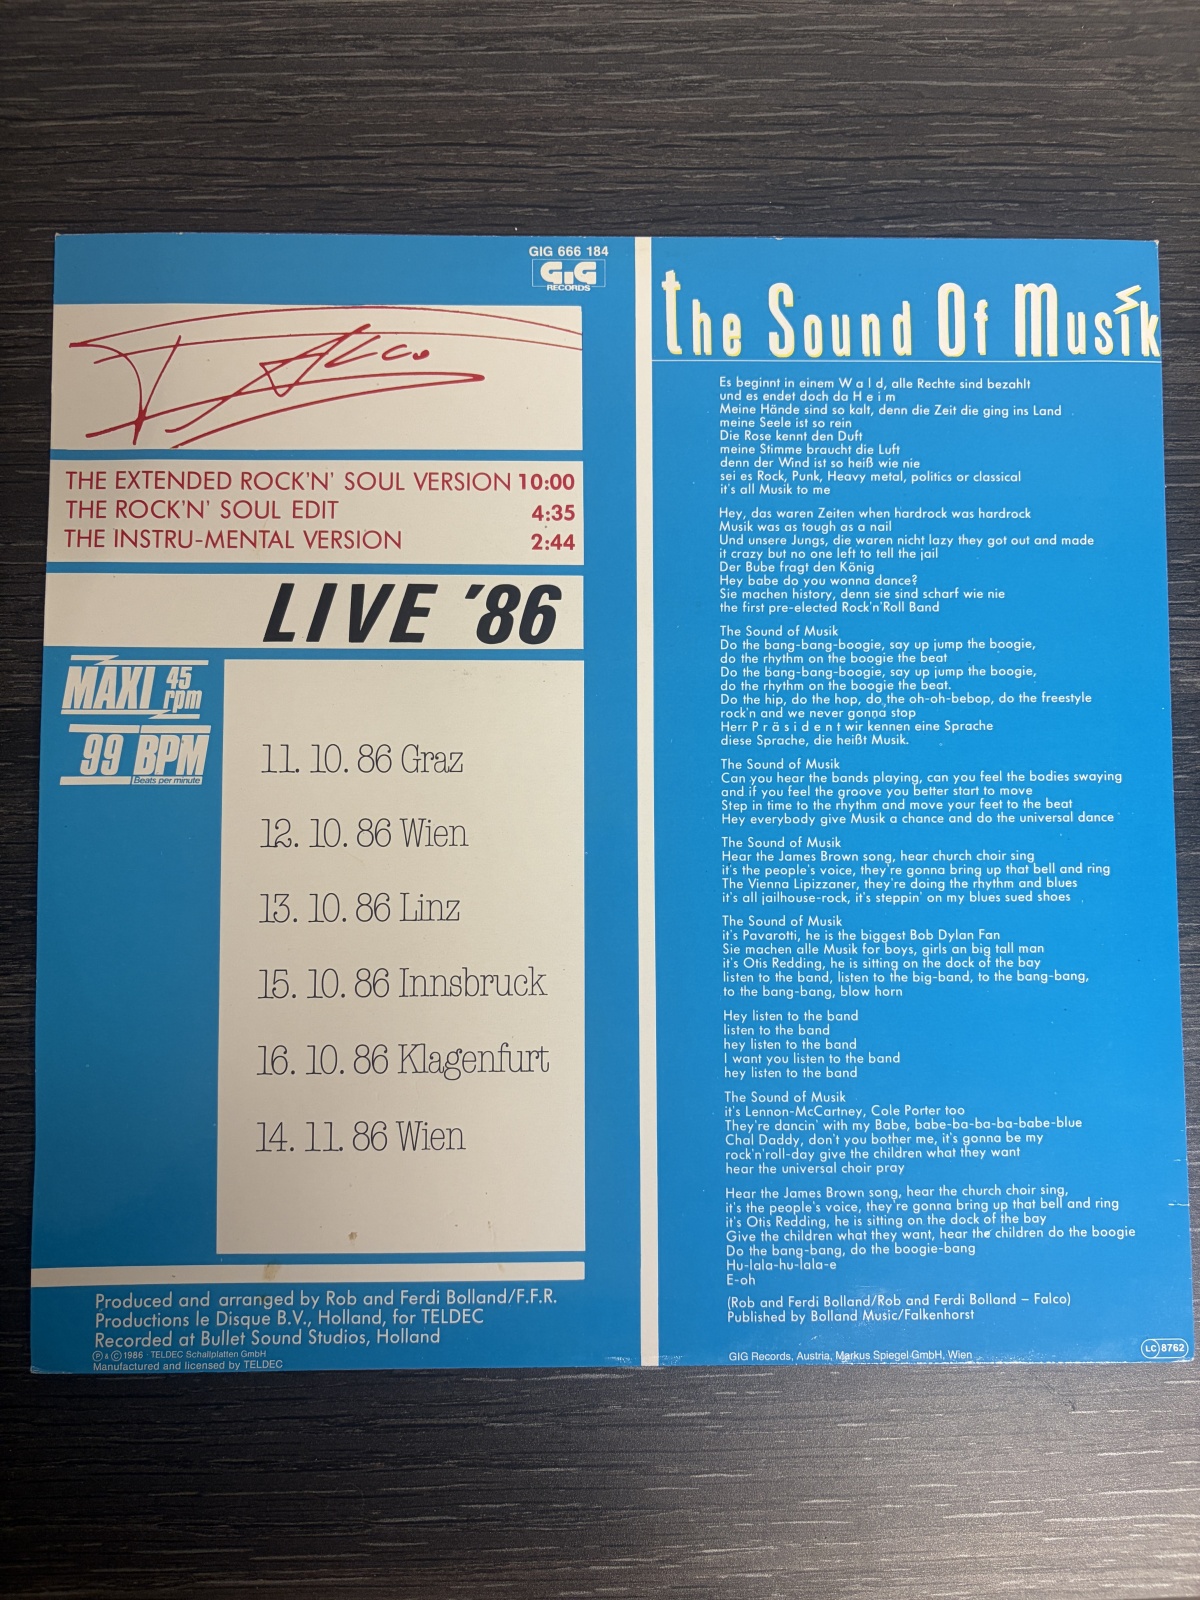 GIG 666 184
GIG
RECORDS
FALCO
THE EXTENDED ROCK'N' SOUL VERSION 10:00
THE ROCK'N' SOUL EDIT 4:35
THE INSTRU-MENTAL VERSION 2:44
LIVE '86
MAXI 45 rpm
99 BPM
Beats per minute
11. 10. 86 Graz
12. 10. 86 Wien
13. 10. 86 Linz
15. 10. 86 Innsbruck
16. 10. 86 Klagenfurt
14. 11. 86 Wien
Produced and arranged by Rob and Ferdi Bolland/F.F.R.
Productions le Disque B.V., Holland, for TELDEC
Recorded at Bullet Sound Studios, Holland
Ⓟ & Ⓒ 1986 · TELDEC Schallplatten GmbH
Manufactured and licensed by TELDEC
the Sound Of Musik
Es beginnt in einem W a l d, alle Rechte sind bezahlt
und es endet doch da H e i m
Meine Hände sind so kalt, denn die Zeit die ging ins Land
meine Seele ist so rein
Die Rose kennt den Duft
meine Stimme braucht die Luft
denn der Wind ist so heiß wie nie
sei es Rock, Punk, Heavy metal, politics or classical
it's all Musik to me
Hey, das waren Zeiten when hardrock was hardrock
Musik was as tough as a nail
Und unsere Jungs, die waren nicht lazy they got out and made
it crazy but no one left to tell the jail
Der Bube fragt den König
Hey babe do you wonna dance?
Sie machen history, denn sie sind scharf wie nie
the first pre-elected Rock'n'Roll Band
The Sound of Musik
Do the bang-bang-boogie, say up jump the boogie,
do the rhythm on the boogie the beat
Do the bang-bang-boogie, say up jump the boogie,
do the rhythm on the boogie the beat.
Do the hip, do the hop, do the oh-oh-bebop, do the freestyle
rock'n and we never gonna stop
Herr P r ä s i d e n t wir kennen eine Sprache
diese Sprache, die heißt Musik.
The Sound of Musik
Can you hear the bands playing, can you feel the bodies swaying
and if you feel the groove you better start to move
Step in time to the rhythm and move your feet to the beat
Hey everybody give Musik a chance and do the universal dance
The Sound of Musik
Hear the James Brown song, hear church choir sing
it's the people's voice, they're gonna bring up that bell and ring
The Vienna Lipizzaner, they're doing the rhythm and blues
it's all jailhouse-rock, it's steppin' on my blues sued shoes
The Sound of Musik
it's Pavarotti, he is the biggest Bob Dylan Fan
Sie machen alle Musik for boys, girls an big tall man
it's Otis Redding, he is sitting on the dock of the bay
listen to the band, listen to the big-band, to the bang-bang,
to the bang-bang, blow horn
Hey listen to the band
listen to the band
hey listen to the band
I want you listen to the band
hey listen to the band
The Sound of Musik
it's Lennon-McCartney, Cole Porter too
They're dancin' with my Babe, babe-ba-ba-ba-babe-blue
Chal Daddy, don't you bother me, it's gonna be my
rock'n'roll-day give the children what they want
hear the universal choir pray
Hear the James Brown song, hear the church choir sing,
it's the people's voice, they're gonna bring up that bell and ring
it's Otis Redding, he is sitting on the dock of the bay
Give the children what they want, hear the children do the boogie
Do the bang-bang, do the boogie-bang
Hu-lala-hu-lala-e
E-oh
(Rob and Ferdi Bolland/Rob and Ferdi Bolland – Falco)
Published by Bolland Music/Falkenhorst
GIG Records, Austria, Markus Spiegel GmbH, Wien
LC 8762